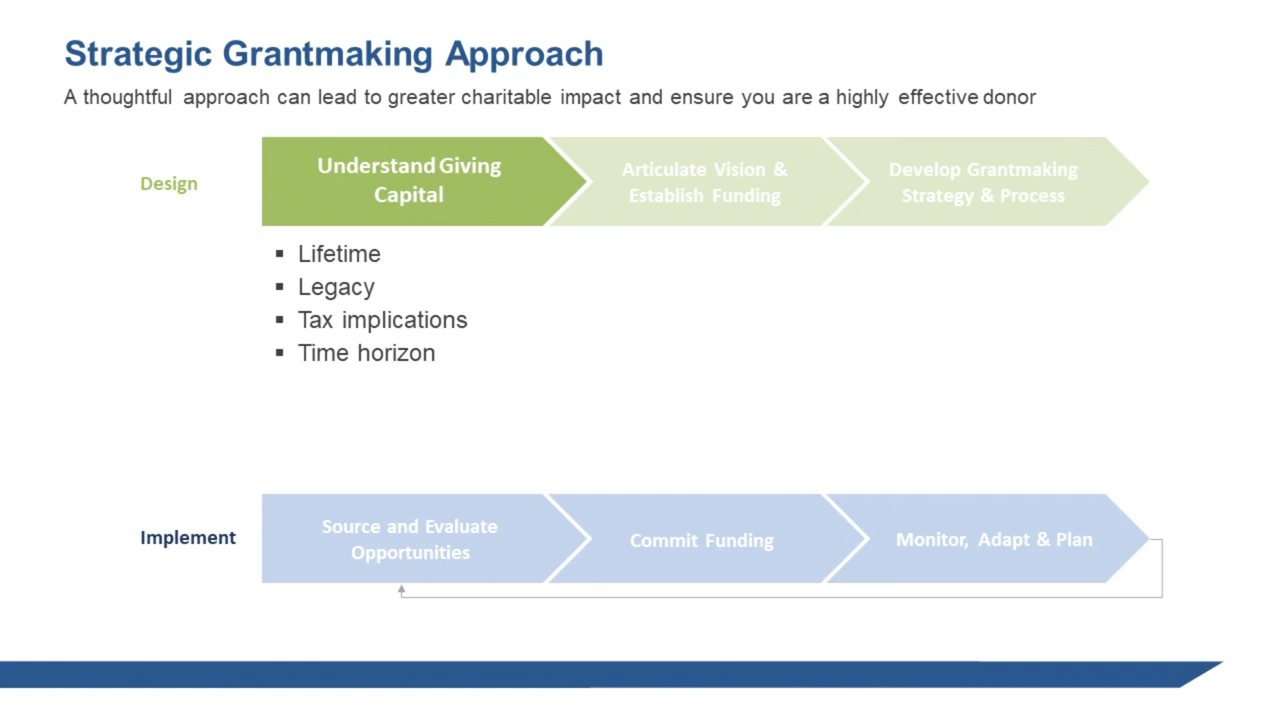 Strategic Grantmaking Approach
A thoughtful approach can lead to greater charitable impact and ensure you are a highly effective donor
Design
Understand Giving
Capital
Articulate Vision &
Establish Funding
Develop Grantmaking
Strategy & Process
▪ Lifetime
▪ Legacy
▪ Tax implications
▪ Time horizon
Implement
Source and Evaluate
Opportunities
Commit Funding
Monitor, Adapt & Plan